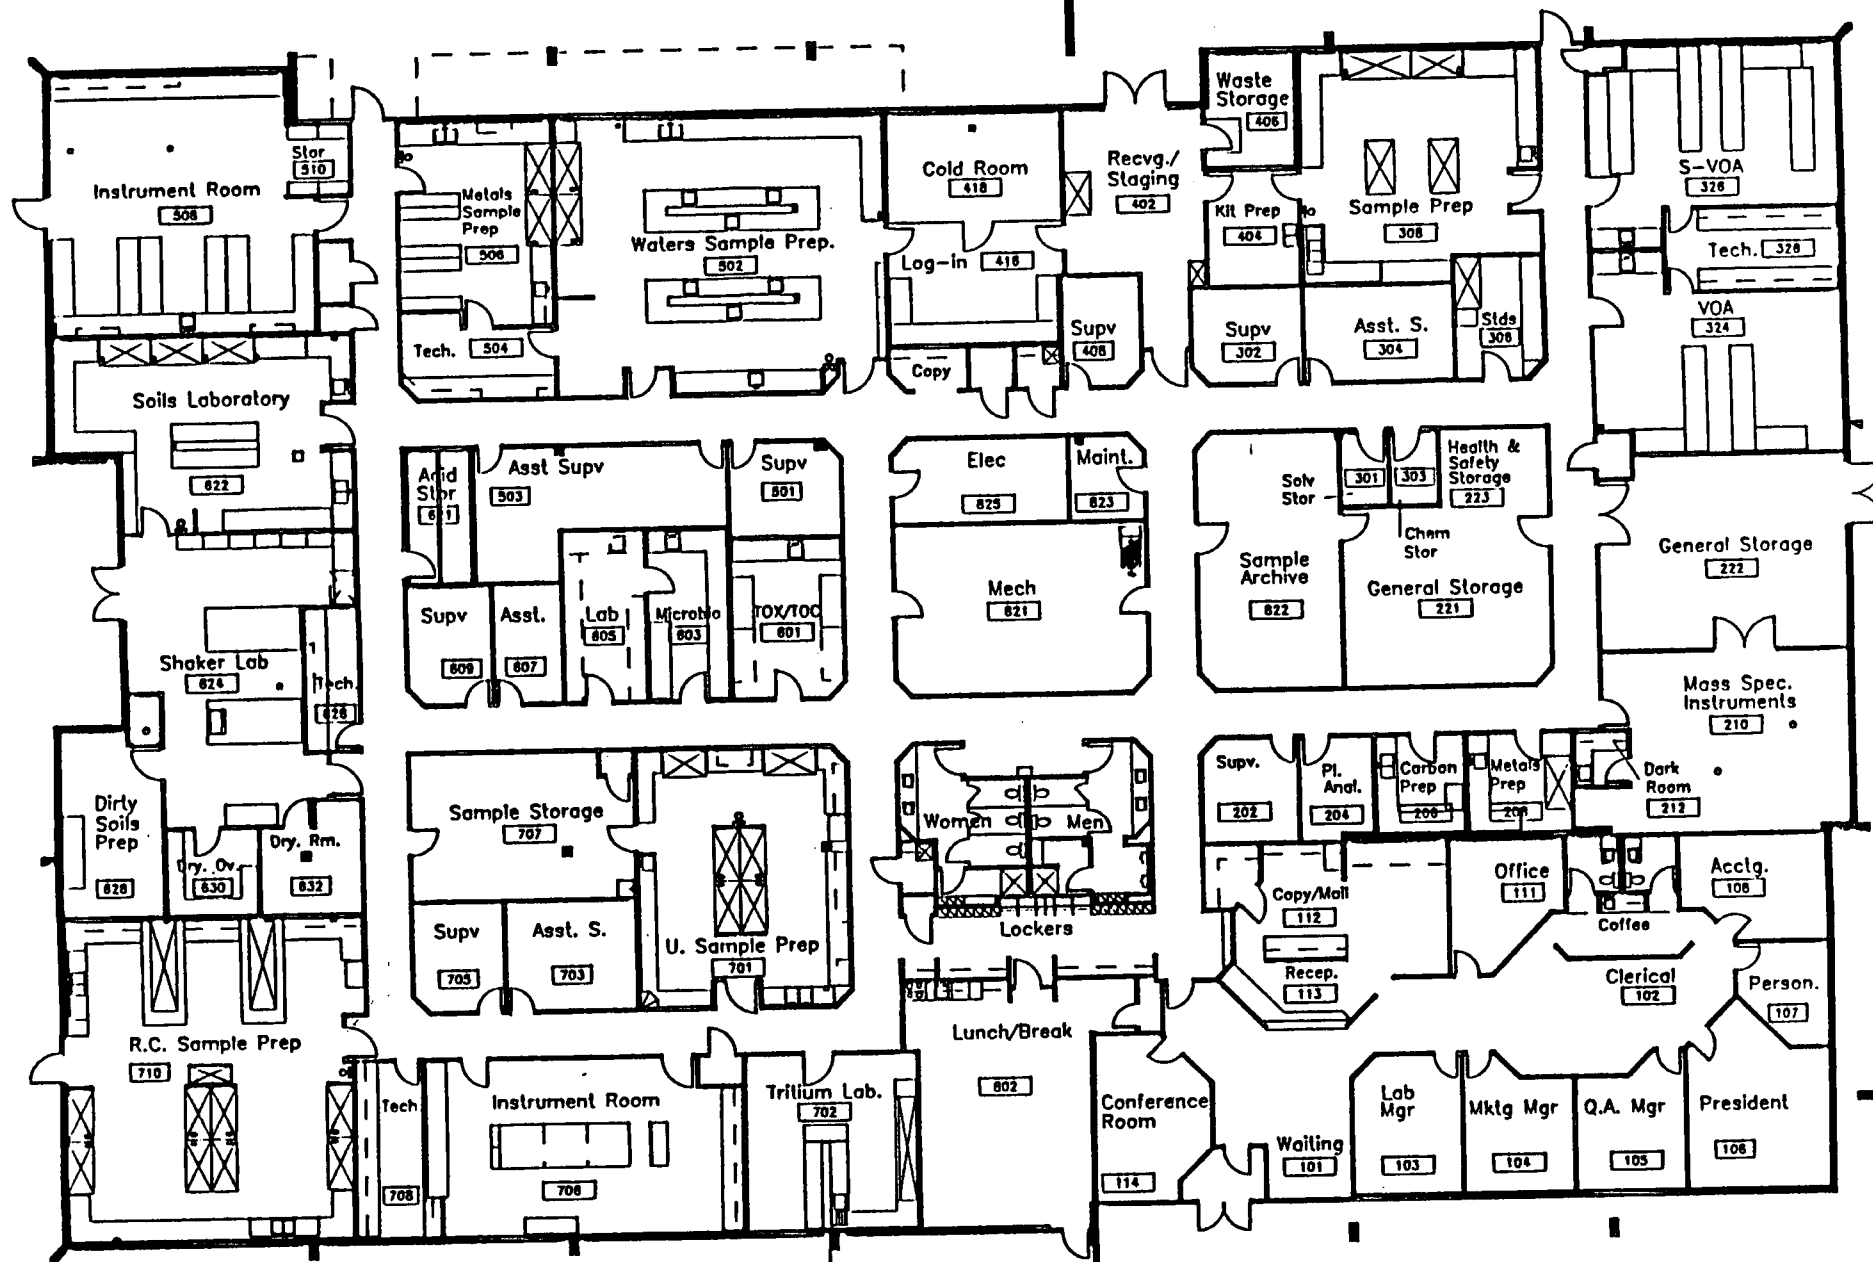 Waste
Storage
406
Stor
510
Instrument Room
508
Metals
Sample
Prep
506
Waters Sample Prep.
502
Cold Room
418
Recvg./
Staging
402
Kit Prep
404
Sample Prep
308
S-VOA
326
Tech.
328
VOA
324
Log-in
416
Tech.
504
Copy
Supv
408
Supv
302
Asst. S.
304
Stds
306
Soils Laboratory
622
Acid
Stor
Asst Supv
503
Supv
Elec
825
Maint.
823
Solv
Stor
301
303
Chem
Stor
Health &
Safety
Storage
223
General Storage
222
Sample
Archive
822
General Storage
221
Mech
821
Supv
609
Asst.
607
Lab
605
Microbio
603
TOX/TOC
601
Shaker Lab
624
Tech.
626
Mass Spec.
Instruments
210
Supv.
202
Pl.
Anal.
204
Carbon
Prep
Metals
Prep
Dark
Room
212
Dirty
Soils
Prep
628
Dry. Ov.
630
Dry. Rm.
632
Sample Storage
707
Women
Men
Supv
705
Asst. S.
703
U. Sample Prep
701
Lockers
Copy/Mail
112
Recep.
113
Office
111
Coffee
Acctg.
Clerical
102
Person.
107
R.C. Sample Prep
710
Tech
708
Instrument Room
706
Tritium Lab.
702
Lunch/Break
802
Conference
Room
114
Waiting
101
Lab
Mgr
103
Mktg Mgr
104
Q.A. Mgr
105
President
106